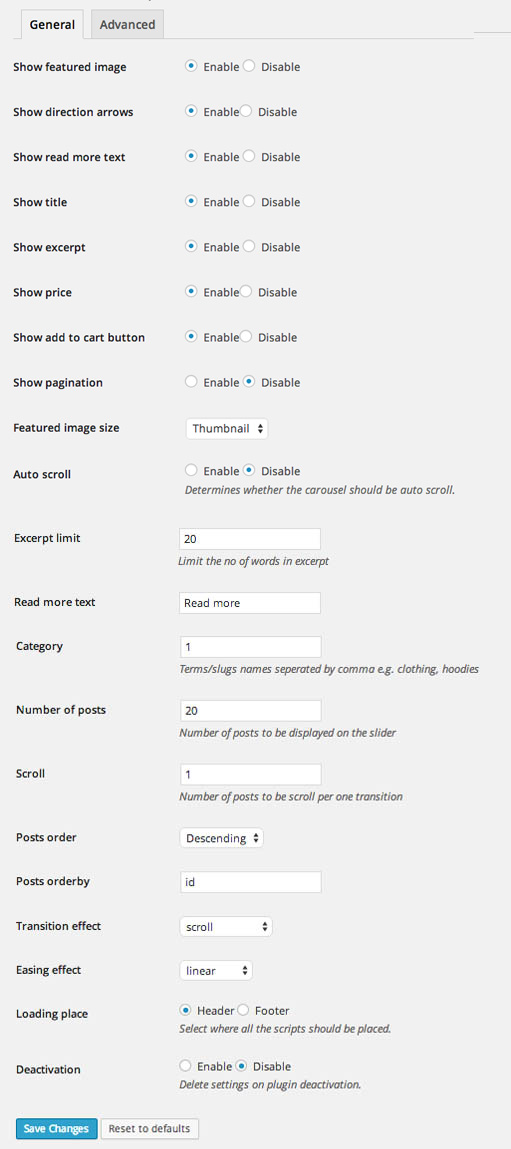 General Advanced
Show featured image Enable Disable
Show direction arrows Enable Disable
Show read more text Enable Disable
Show title Enable Disable
Show excerpt Enable Disable
Show price Enable Disable
Show add to cart button Enable Disable
Show pagination Enable Disable
Featured image size Thumbnail
Auto scroll Enable Disable
Determines whether the carousel should be auto scroll.
Excerpt limit 20
Limit the no of words in excerpt
Read more text Read more
Category 1
Terms/slugs names seperated by comma e.g. clothing, hoodies
Number of posts 20
Number of posts to be displayed on the slider
Scroll 1
Number of posts to be scroll per one transition
Posts order Descending
Posts orderby id
Transition effect scroll
Easing effect linear
Loading place Header Footer
Select where all the scripts should be placed.
Deactivation Enable Disable
Delete settings on plugin deactivation.
Save Changes Reset to defaults